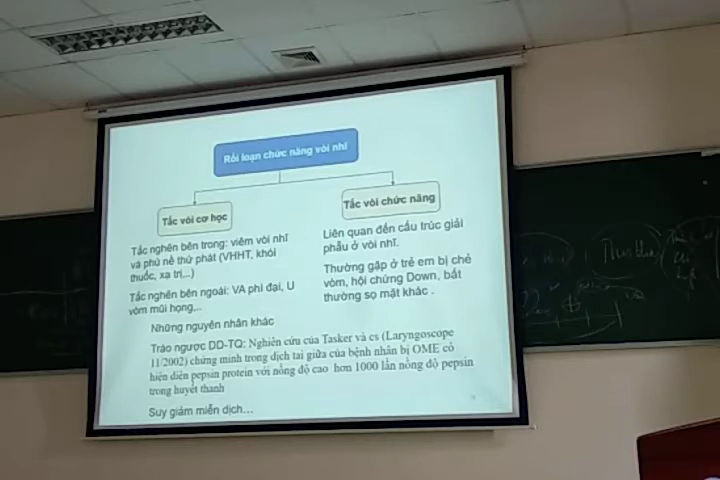 Rối loạn chức năng vòi nhĩ
Tắc vòi cơ học
Tắc nghẽn bên trong: viêm vòi nhĩ
và phù nề thứ phát (VHHT, khói
thuốc, xạ trị,..)
Tắc nghẽn bên ngoài: VA phì đại, U
vòm mũi họng,..
Tắc vòi chức năng
Liên quan đến cấu trúc giải
phẫu ở vòi nhĩ.
Thường gặp ở trẻ em bị chẻ
vòm, hội chứng Down, bất
thường sọ mặt khác .
Những nguyên nhân khác
Trào ngược DD-TQ: Nghiên cứu của Tasker và cs (Laryngoscope
11/2002) chứng minh trong dịch tai giữa của bệnh nhân bị OME có
hiện diện pepsin protein với nồng độ cao hơn 1000 lần nồng độ pepsin
trong huyết thanh
Suy giảm miễn dịch…